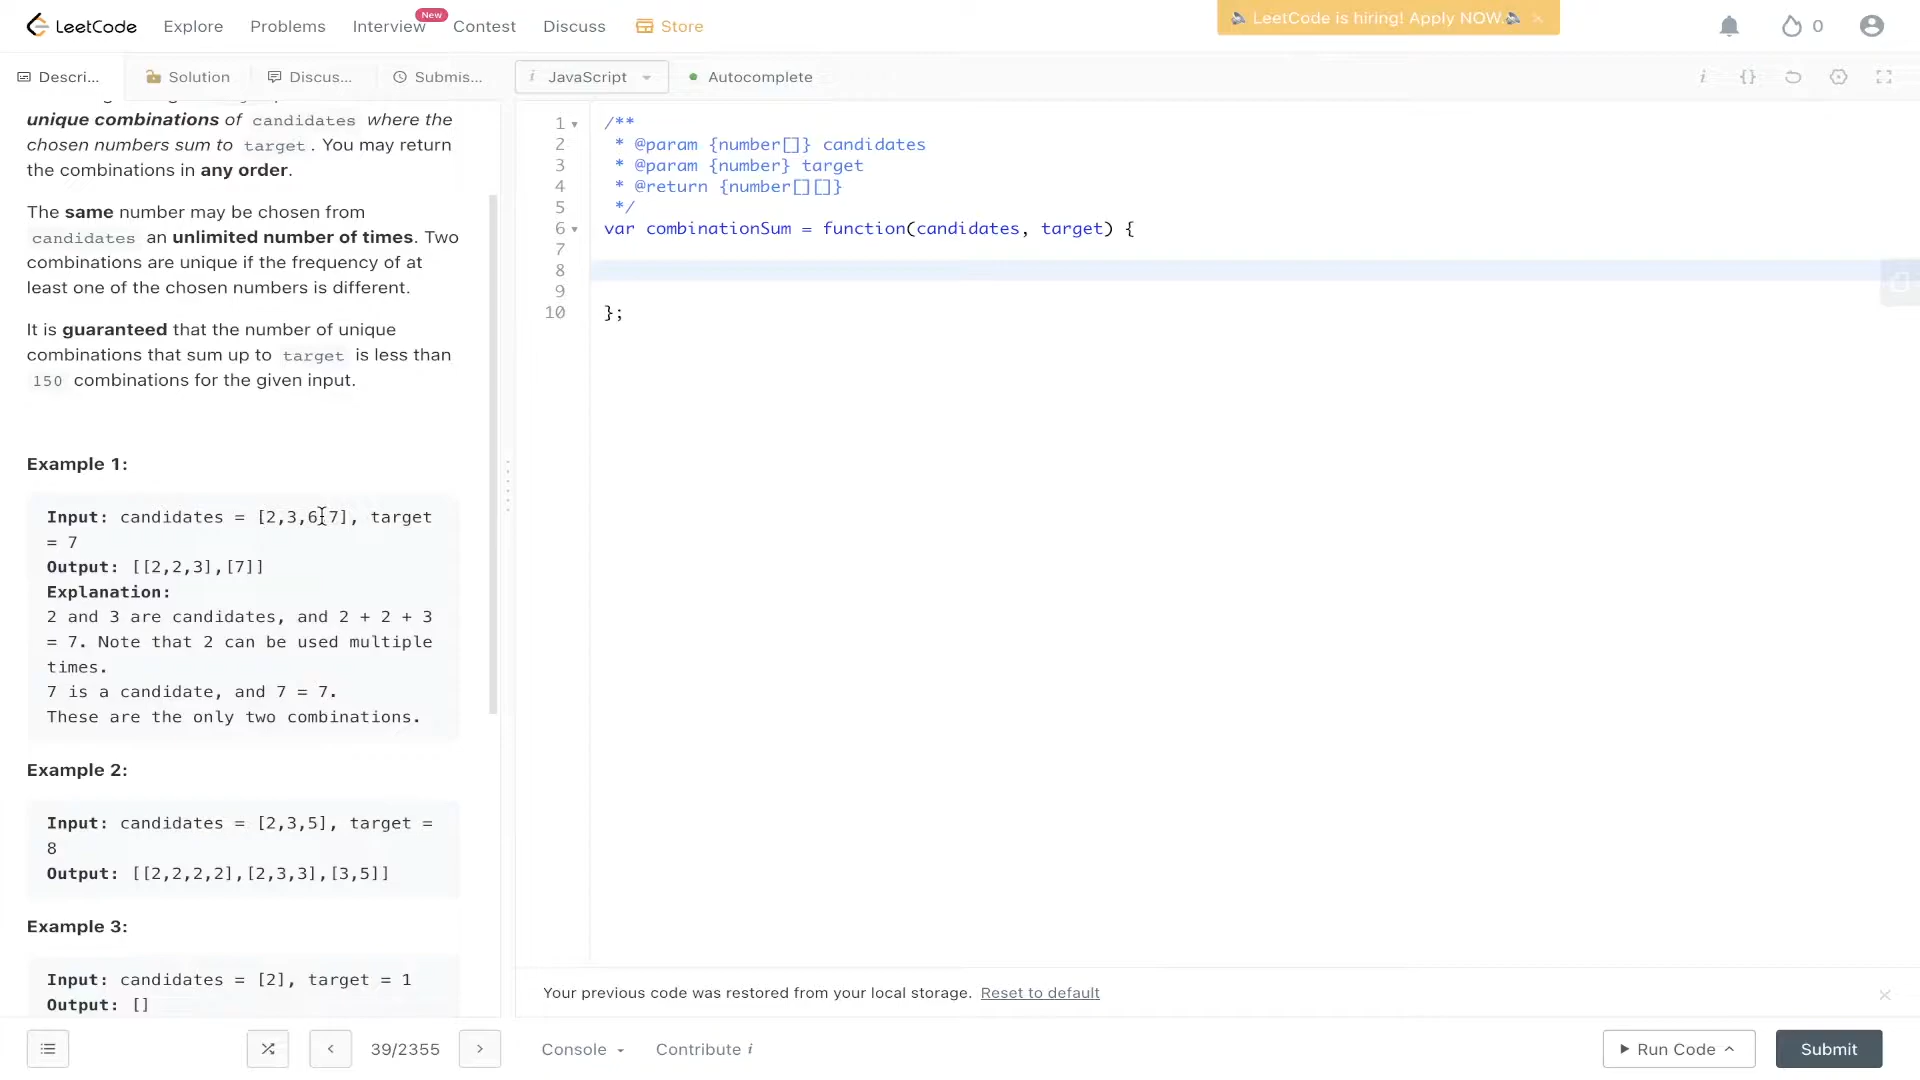 LeetCode Explore Problems Interview New Contest Discuss Store LeetCode is hiring! Apply NOW. 0
Descri... Solution Discus... Submis... JavaScript Autocomplete
unique combinations of candidates where the
chosen numbers sum to target. You may return
the combinations in any order.
The same number may be chosen from
candidates an unlimited number of times. Two
combinations are unique if the frequency of at
least one of the chosen numbers is different.
It is guaranteed that the number of unique
combinations that sum up to target is less than
150 combinations for the given input.
Example 1:
Input: candidates = [2,3,6,7], target
= 7
Output: [[2,2,3],[7]]
Explanation:
2 and 3 are candidates, and 2 + 2 + 3
= 7. Note that 2 can be used multiple
times.
7 is a candidate, and 7 = 7.
These are the only two combinations.
Example 2:
Input: candidates = [2,3,5], target =
8
Output: [[2,2,2,2],[2,3,3],[3,5]]
Example 3:
Input: candidates = [2], target = 1
Output: []
1 /**
2 * @param {number[]} candidates
3 * @param {number} target
4 * @return {number[][]}
5 */
6 var combinationSum = function(candidates, target) {
7
8
9
10 };
Your previous code was restored from your local storage. Reset to default
39/2355 Console Contribute i Run Code Submit